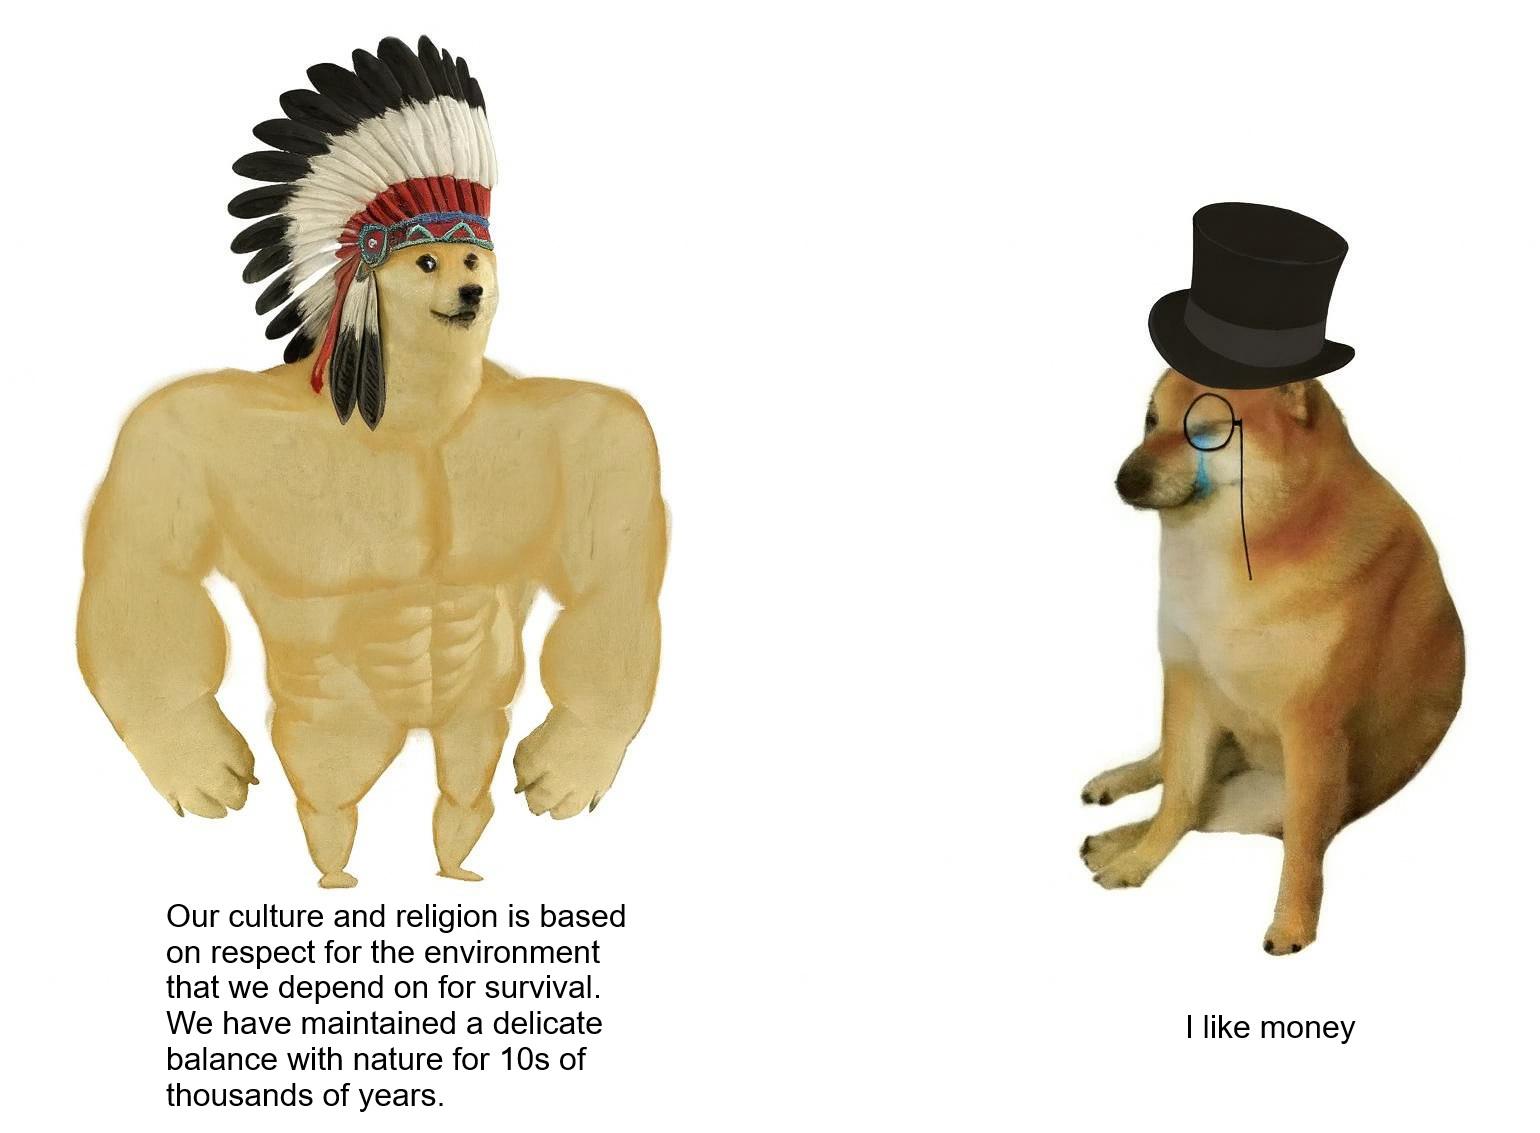 Our culture and religion is based
on respect for the environment
that we depend on for survival.
We have maintained a delicate
balance with nature for 10s of
thousands of years.
I like money